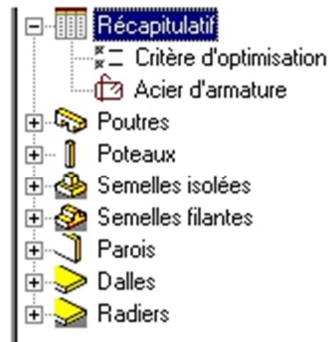 Récapitulatif
Critère d'optimisation
Acier d'armature
Poutres
Poteaux
Semelles isolées
Semelles filantes
Parois
Dalles
Radiers